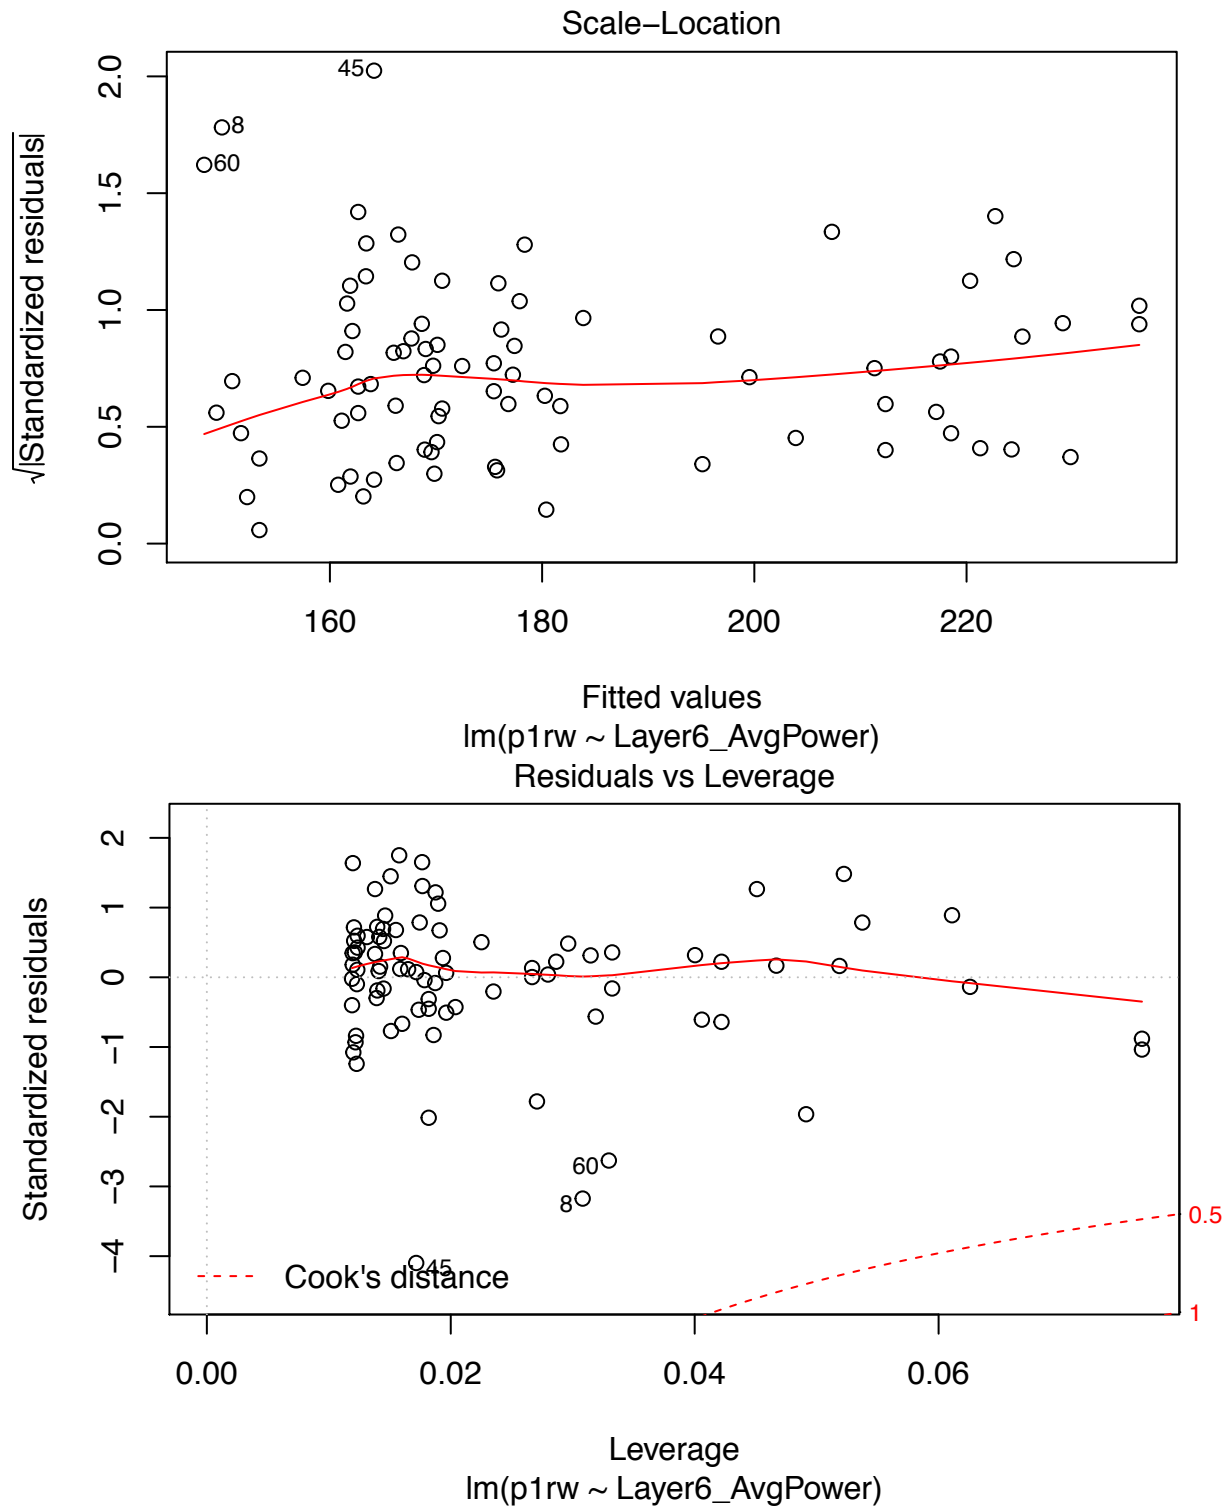 Scale−Location
√|Standardized residuals|
2.0
1.5
1.0
0.5
0.0
45
8
60
160 180 200 220
Fitted values
lm(p1rw ~ Layer6_AvgPower)
Residuals vs Leverage
Standardized residuals
2
1
0
−1
−2
−3
−4
60
8
45
Cook's distance
0.5
1
0.00 0.02 0.04 0.06
Leverage
lm(p1rw ~ Layer6_AvgPower)